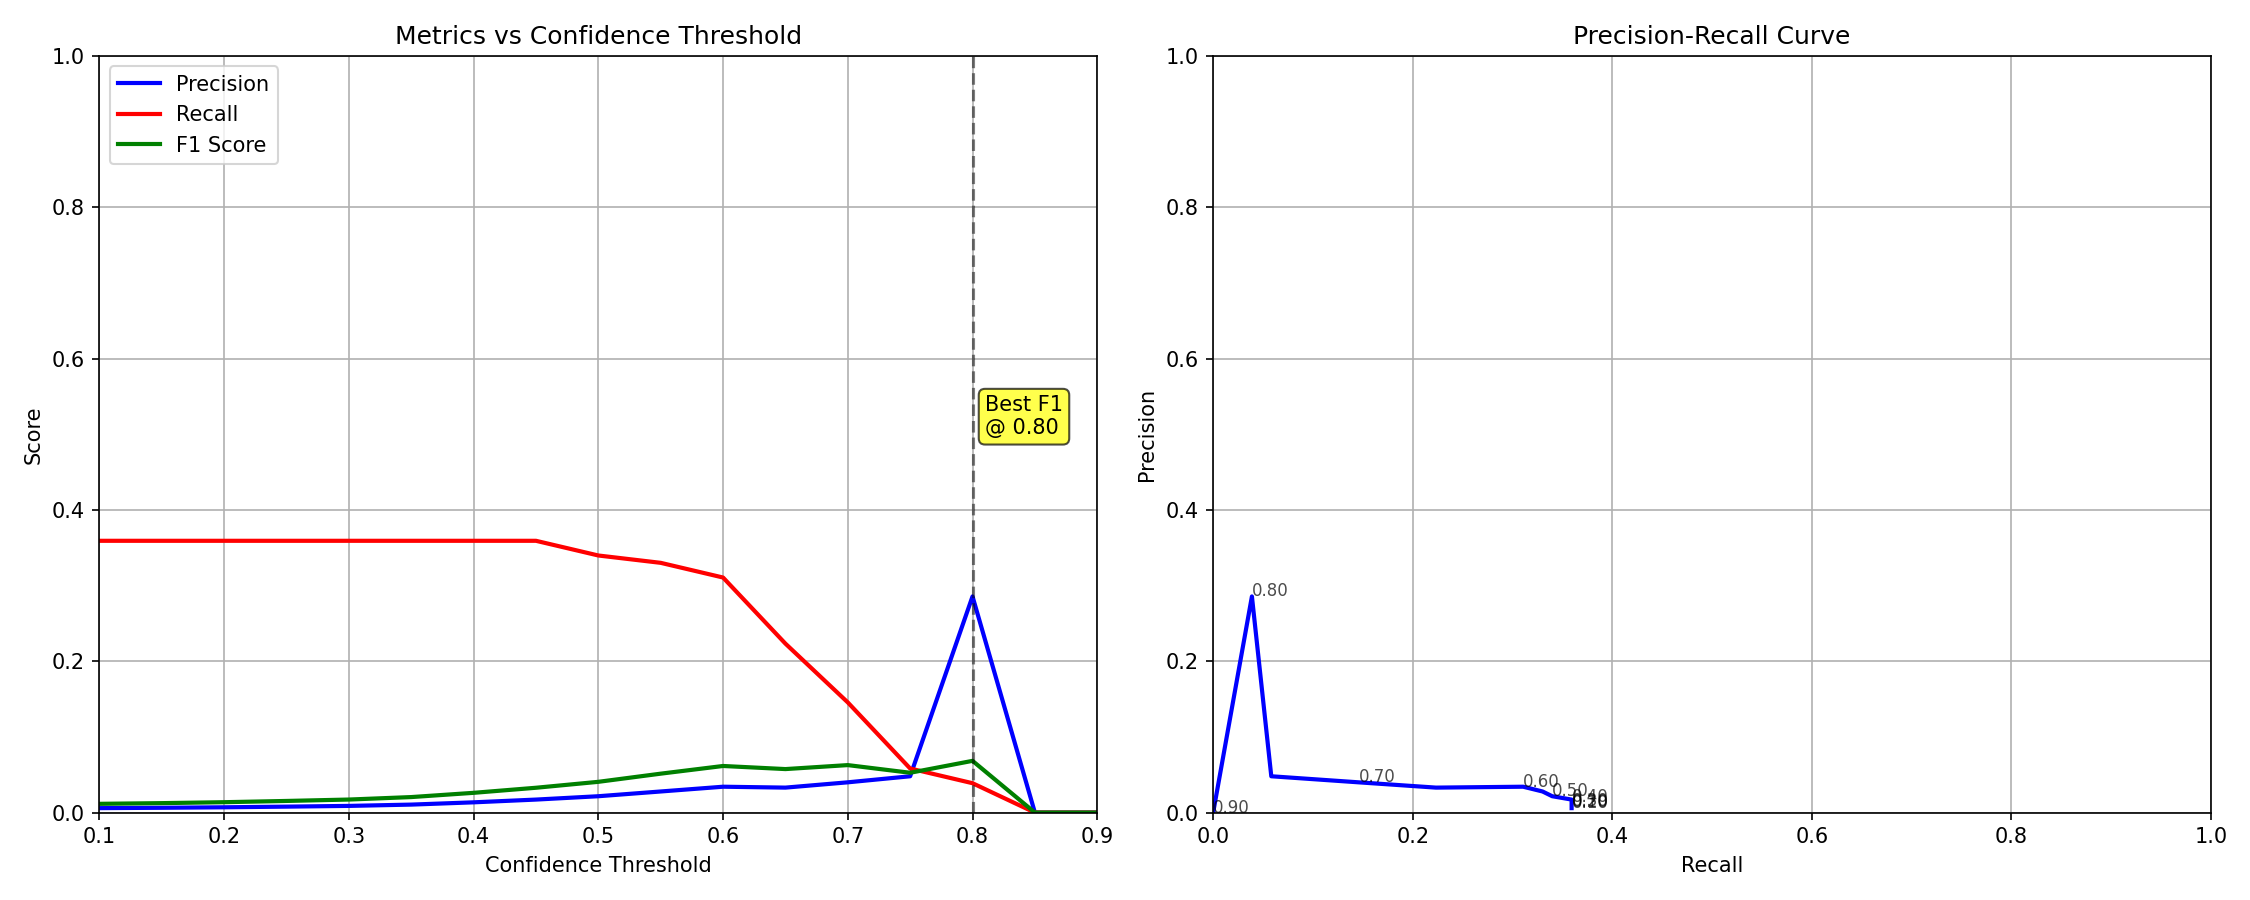 Metrics vs Confidence Threshold
1.0
0.8
0.6
0.4
0.2
0.0
Score
Precision
Recall
F1 Score
Best F1
@ 0.80
0.1 0.2 0.3 0.4 0.5 0.6 0.7 0.8 0.9
Confidence Threshold
Precision-Recall Curve
1.0
0.8
0.6
0.4
0.2
0.0
Precision
0.80
0.70
0.60
0.50
0.40
0.90
0.0 0.2 0.4 0.6 0.8 1.0
Recall